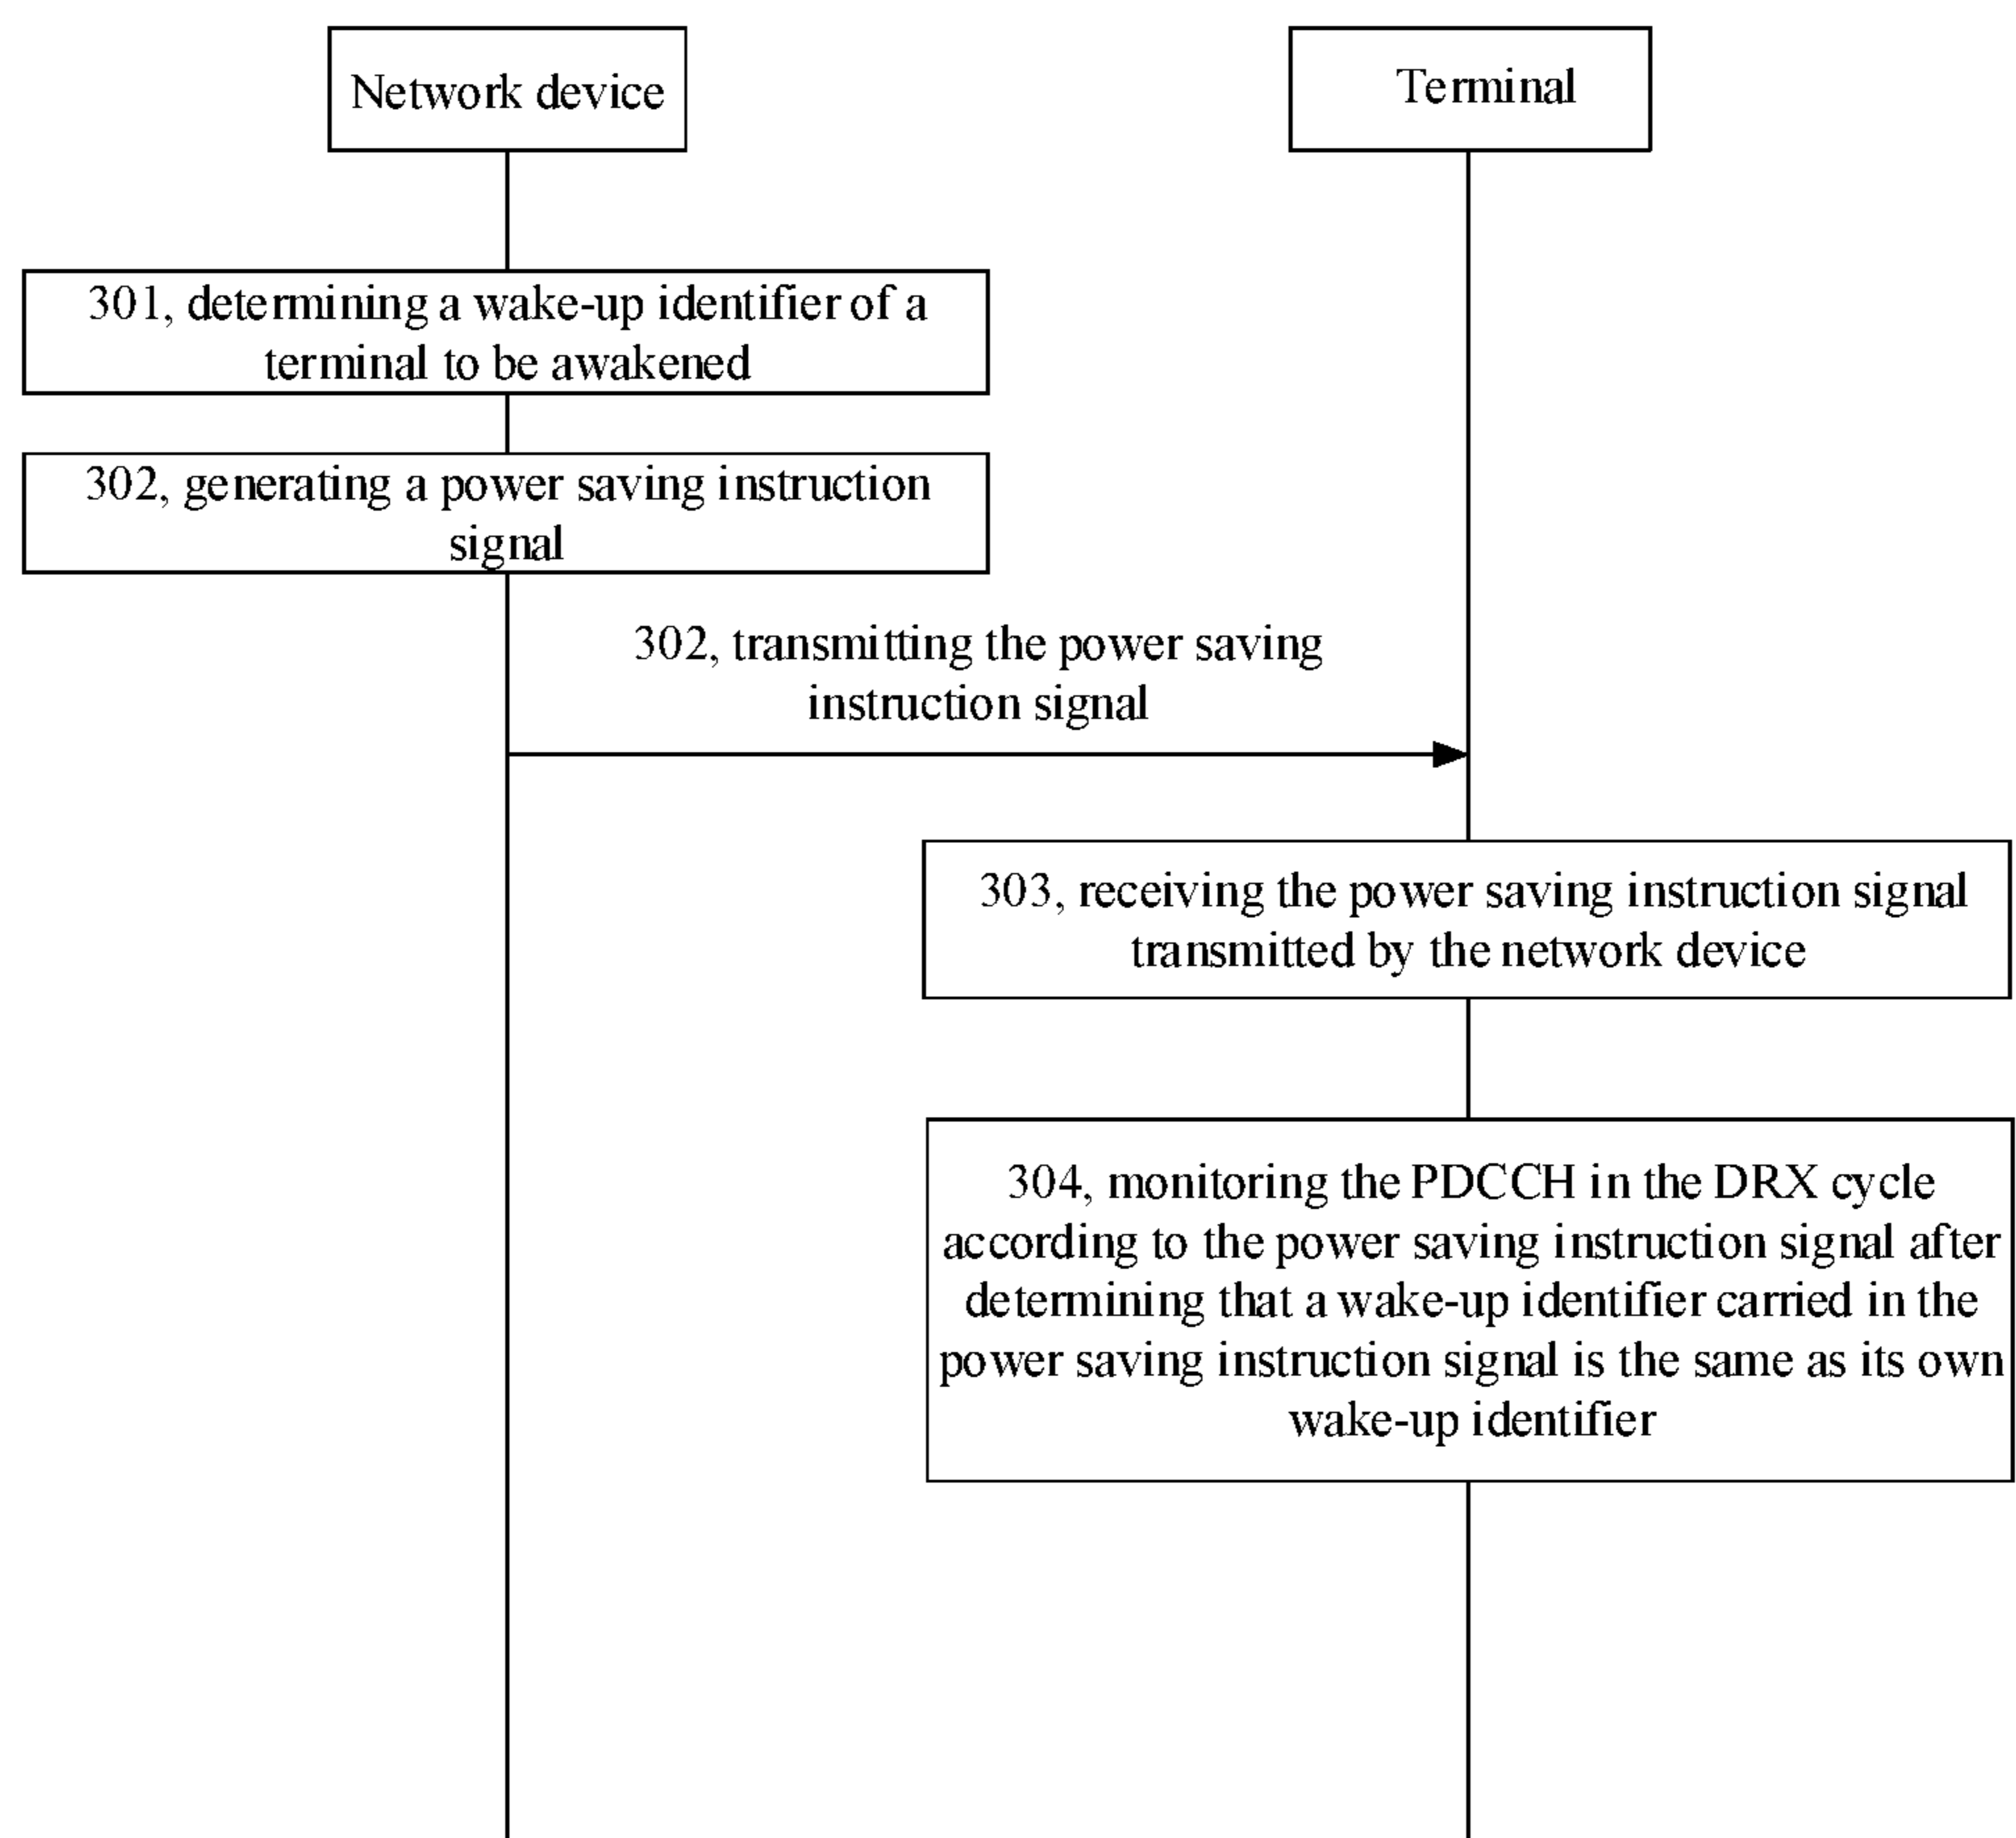 Network device
Terminal
301, determining a wake-up identifier of a
terminal to be awakened
302, generating a power saving instruction
signal
302, transmitting the power saving
instruction signal
303, receiving the power saving instruction signal
transmitted by the network device
304, monitoring the PDCCH in the DRX cycle
according to the power saving instruction signal after
determining that a wake-up identifier carried in the
power saving instruction signal is the same as its own
wake-up identifier